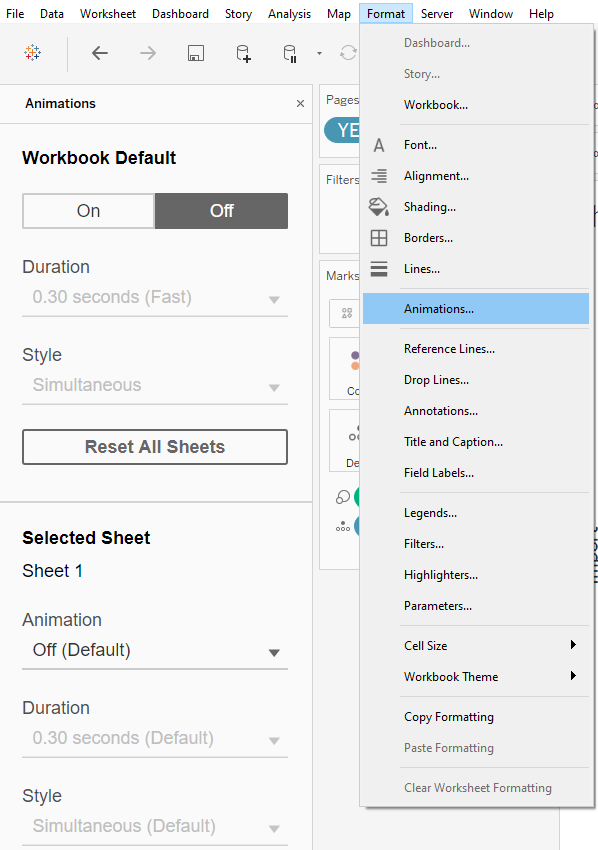 File Data Worksheet Dashboard Story Analysis Map Format Server Window Help
Animations
Workbook Default
On Off
Duration
0.30 seconds (Fast)
Style
Simultaneous
Reset All Sheets
Selected Sheet
Sheet 1
Animation
Off (Default)
Duration
0.30 seconds (Default)
Style
Simultaneous (Default)
Pages
Filters
Marks
Dashboard...
Story...
Workbook...
Font...
Alignment...
Shading...
Borders...
Lines...
Animations...
Reference Lines...
Drop Lines...
Annotations...
Title and Caption...
Field Labels...
Legends...
Filters...
Highlighters...
Parameters...
Cell Size
Workbook Theme
Copy Formatting
Paste Formatting
Clear Worksheet Formatting